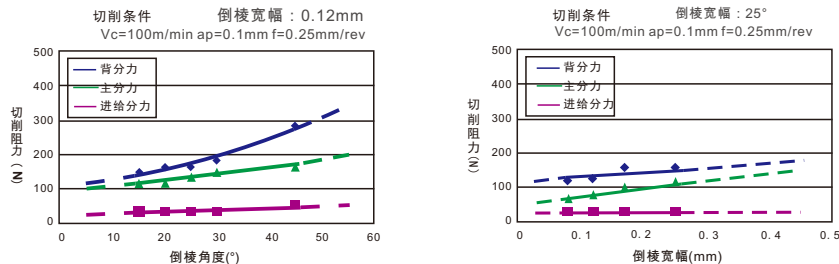 切削条件 倒棱宽幅：0.12mm
Vc=100m/min ap=0.1mm f=0.25mm/rev
500
400
300
200
100
0
切削阻力(N)
背分力
主分力
进给分力
0 10 20 30 40 50 60
倒棱角度(°)
切削条件 倒棱宽幅：25°
Vc=100m/min ap=0.1mm f=0.25mm/rev
500
400
300
200
100
0
切削阻力(N)
背分力
主分力
进给分力
0 0.1 0.2 0.3 0.4 0.5
倒棱宽幅(mm)